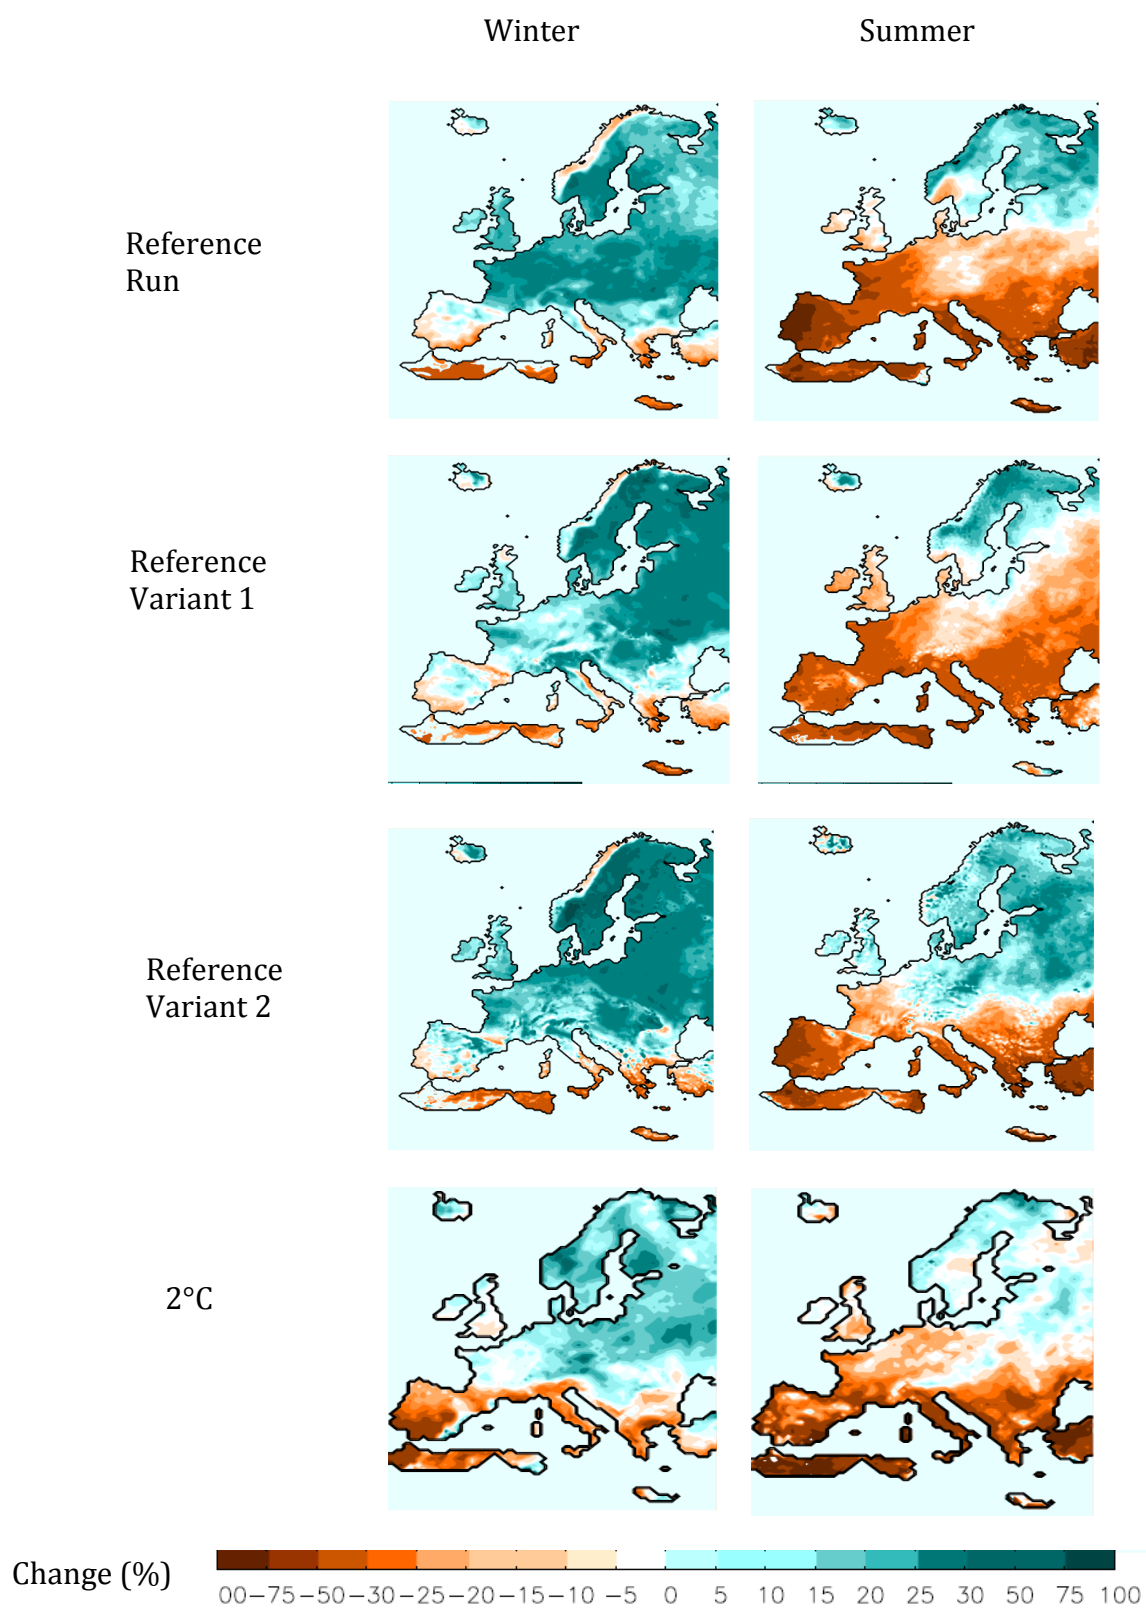 Winter Summer
Reference
Run
Reference
Variant 1
Reference
Variant 2
2°C
Change (%)
00−75−50−30−25−20−15−10−5 0 5 10 15 20 25 30 50 75 100